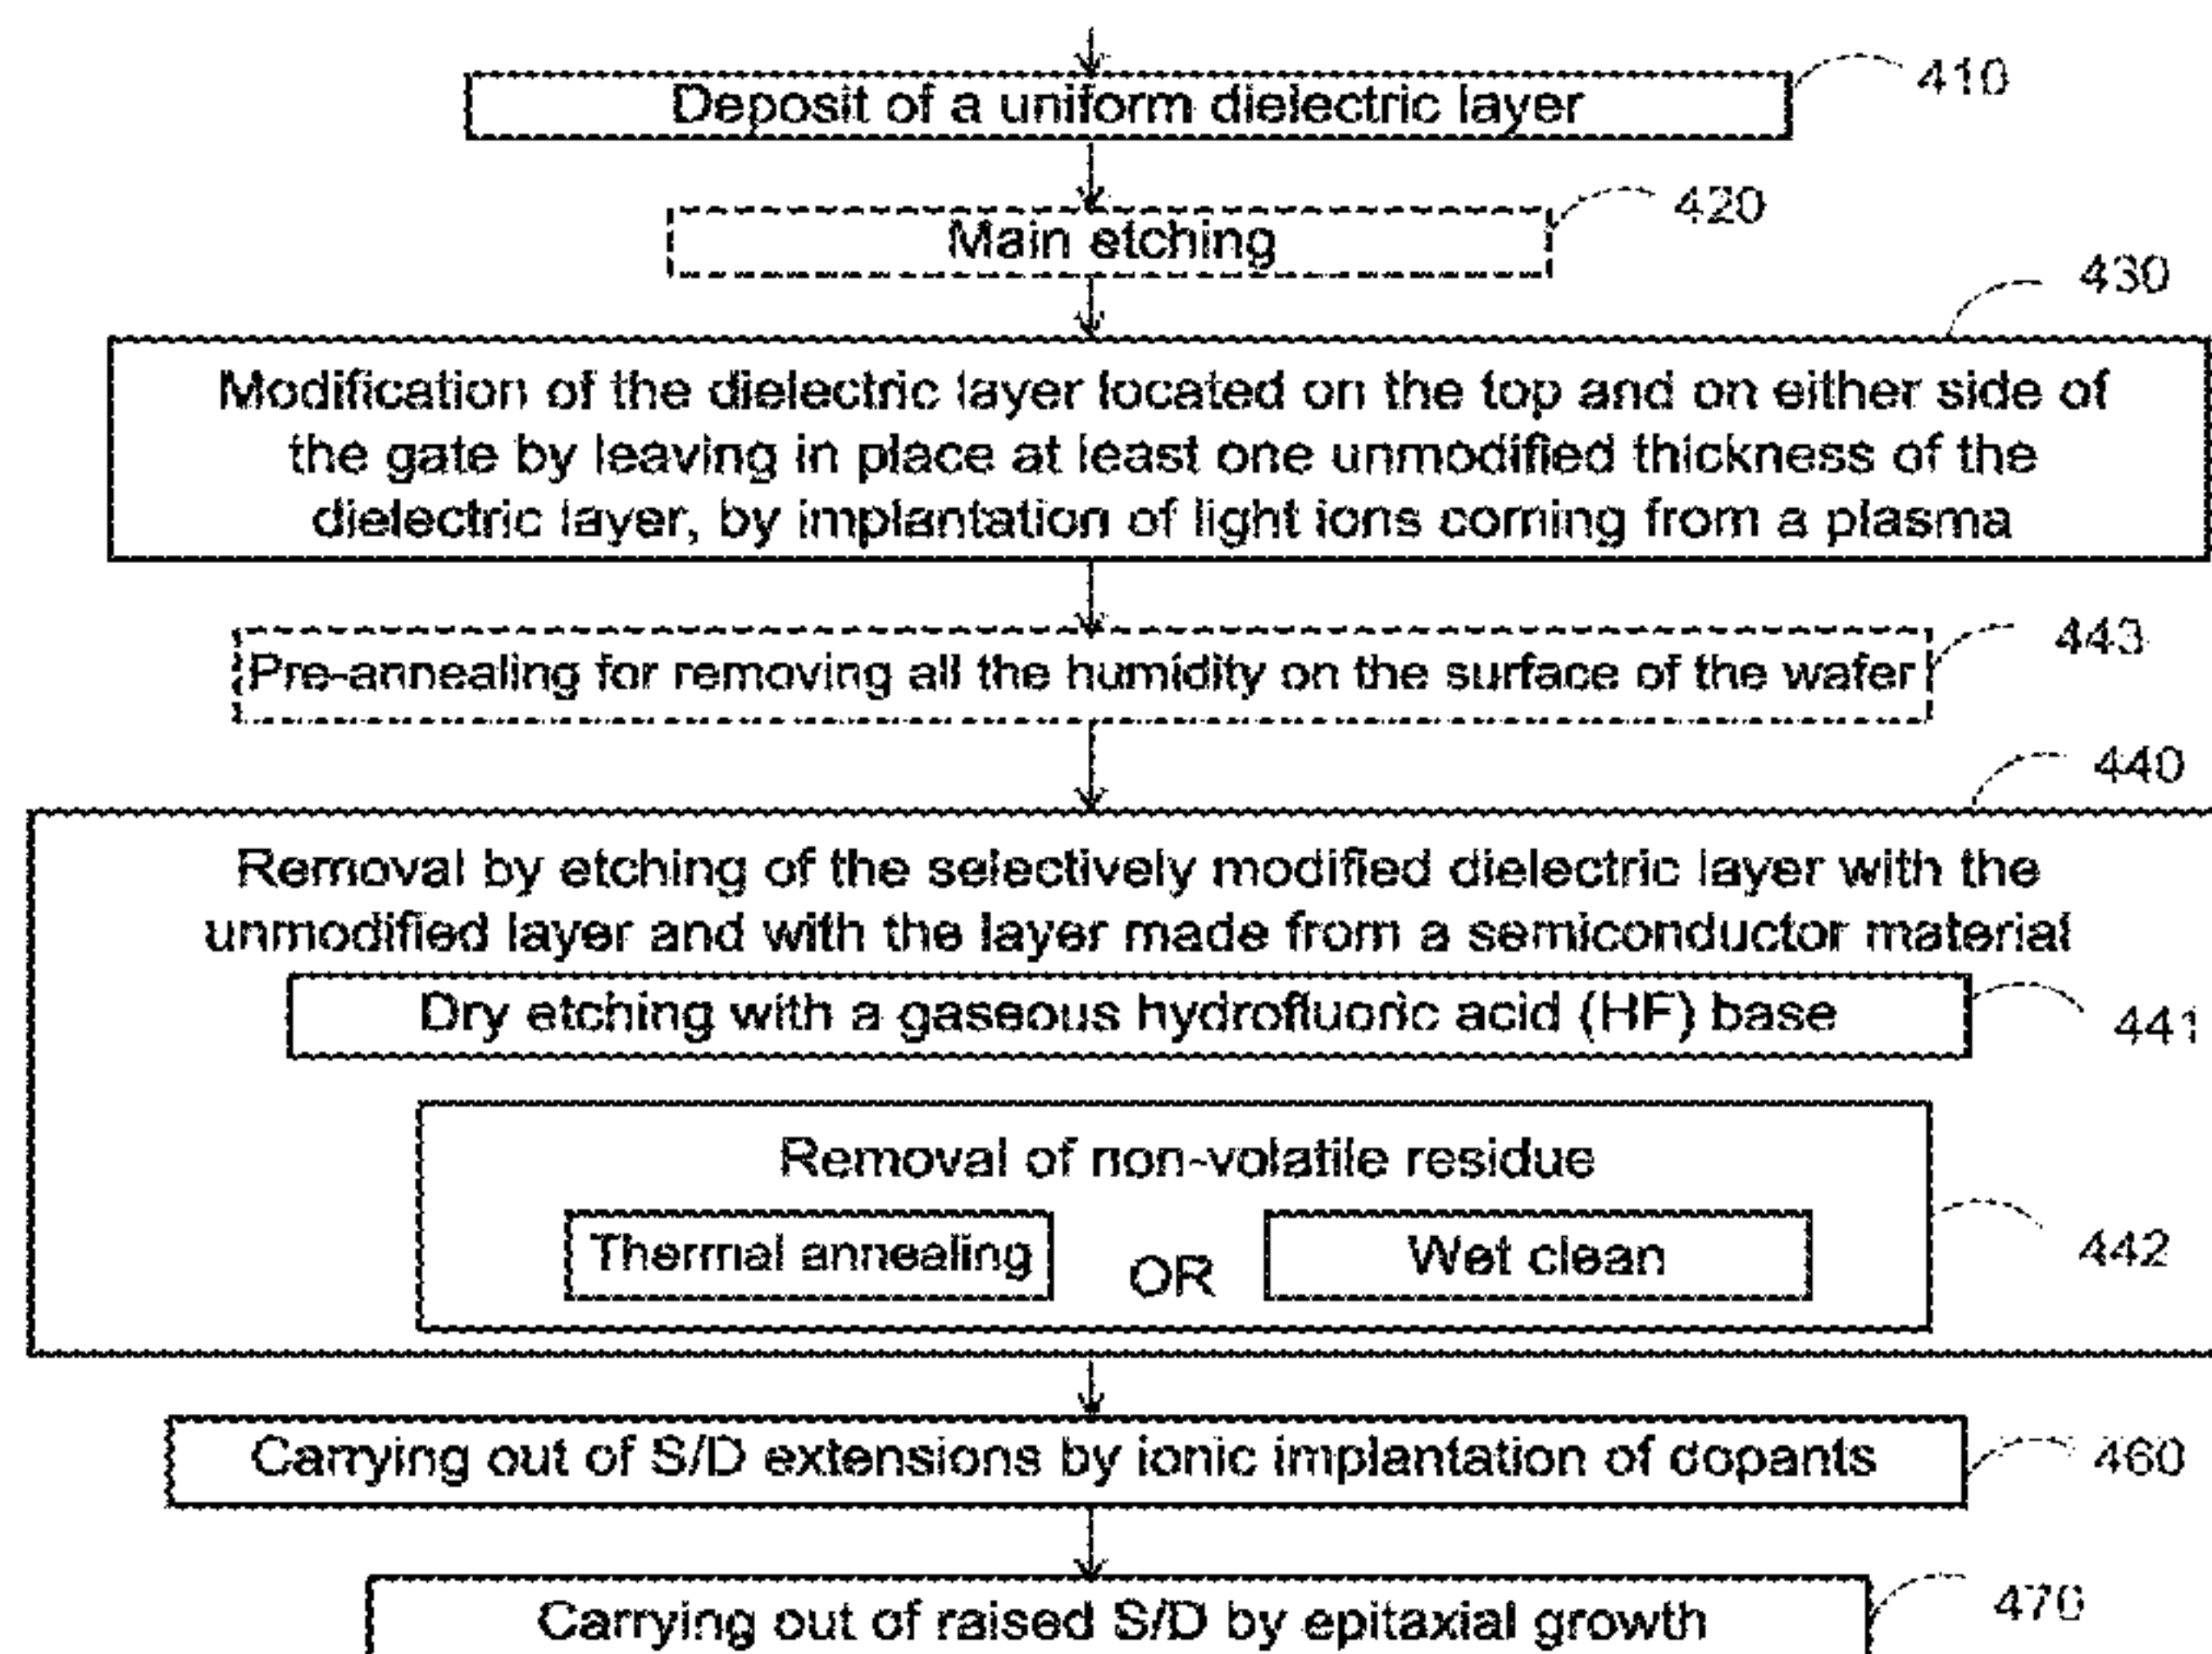 Deposit of a uniform dielectric layer
410
Main etching
420
430
Modification of the dielectric layer located on the top and on either side of
the gate by leaving in place at least one unmodified thickness of the
dielectric layer, by implantation of light ions coming from a plasma
Pre-annealing for removing all the humidity on the surface of the wafer
443
440
Removal by etching of the selectively modified dielectric layer with the
unmodified layer and with the layer made from a semiconductor material
Dry etching with a gaseous hydrofluoric acid (HF) base
441
Removal of non-volatile residue
Thermal annealing OR Wet clean
442
Carrying out of S/D extensions by ionic implantation of dopants
460
Carrying out of raised S/D by epitaxial growth
470